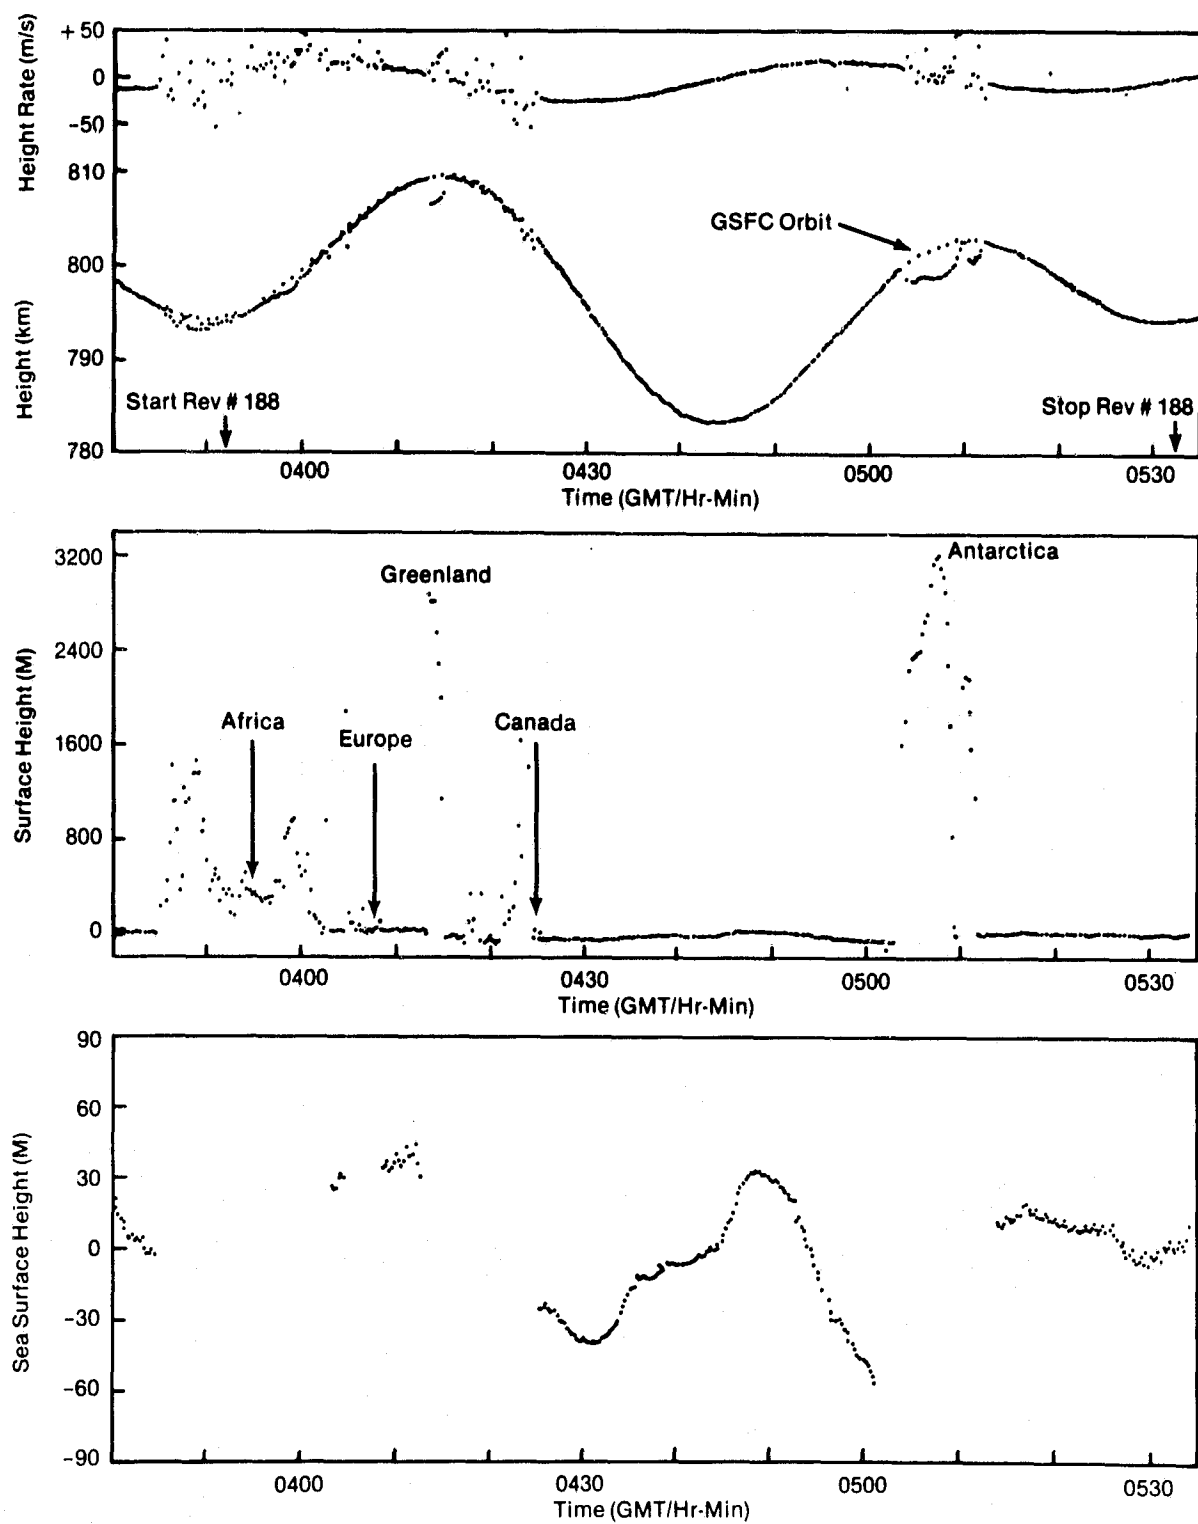 Height Rate (m/s)
+50
0
-50
Height (km)
810
800
790
780
GSFC Orbit
Start Rev # 188
Stop Rev # 188
0400
0430
0500
0530
Time (GMT/Hr-Min)
Surface Height (M)
3200
2400
1600
800
0
Greenland
Antarctica
Africa
Europe
Canada
0400
0430
0500
0530
Time (GMT/Hr-Min)
Sea Surface Height (M)
90
60
30
0
-30
-60
-90
0400
0430
0500
0530
Time (GMT/Hr-Min)